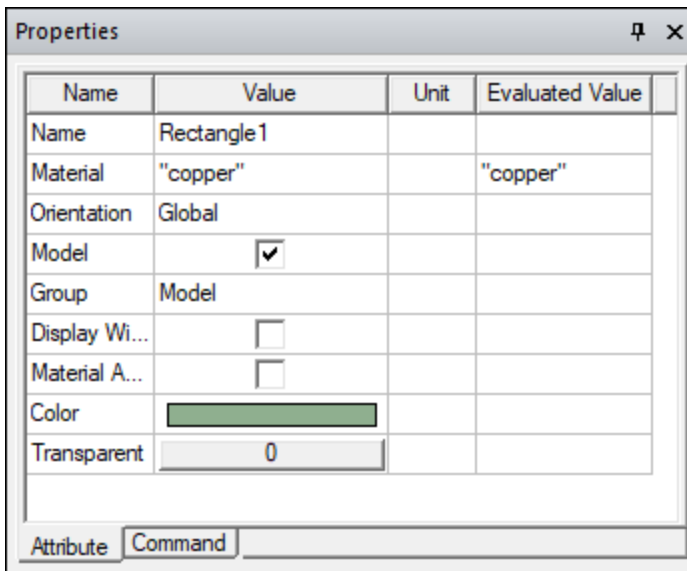 Properties
Name Value Unit Evaluated Value
Name Rectangle1
Material "copper" "copper"
Orientation Global
Model
Group Model
Display Wi...
Material A...
Color
Transparent 0
Attribute Command